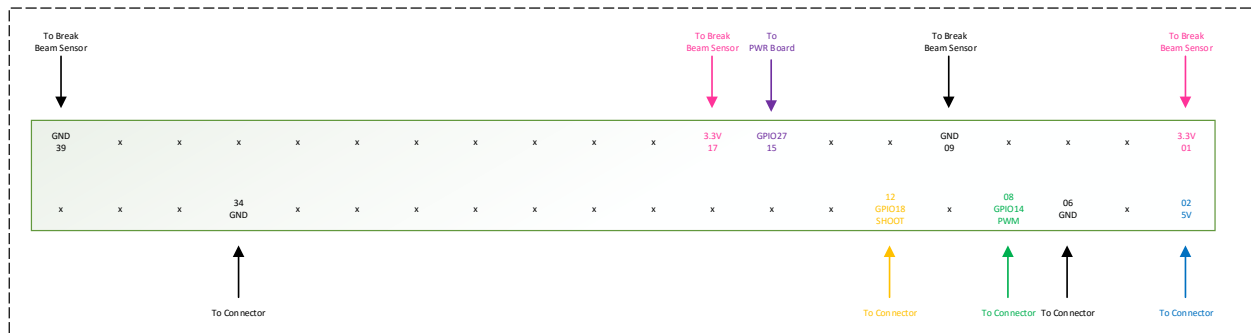 To Break
Beam Sensor
To Break
Beam Sensor
To
PWR Board
To Break
Beam Sensor
To Break
Beam Sensor
GND
39
x x x x x x x x x x
3.3V
17
GPIO27
15
x x
GND
09
x x x
3.3V
01
x x x
34
GND
x x x x x x x x x x
12
GPIO18
SHOOT
x
08
GPIO14
PWM
06
GND
x
02
5V
To Connector
To Connector
To Connector
To Connector
To Connector